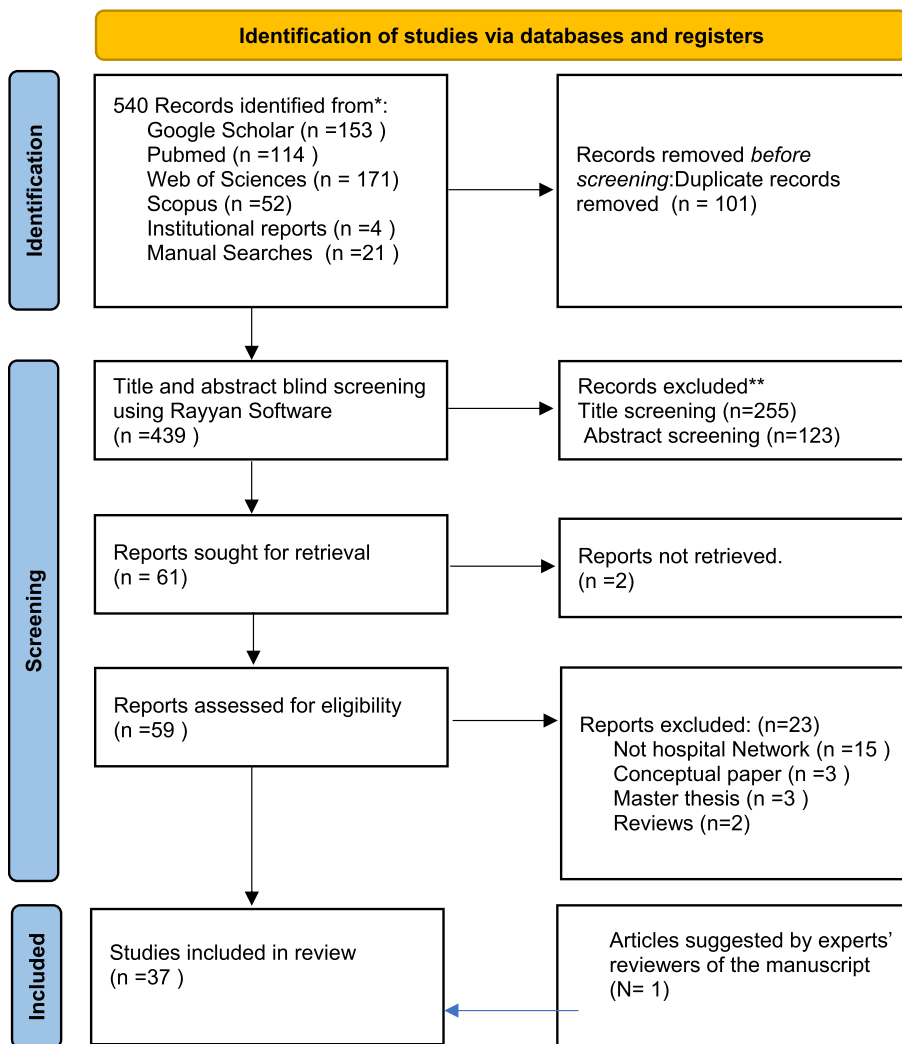 Identification of studies via databases and registers
Identification
540 Records identified from*:
Google Scholar (n =153 )
Pubmed (n =114 )
Web of Sciences (n = 171)
Scopus (n =52)
Institutional reports (n =4 )
Manual Searches (n =21 )
Records removed before
screening:Duplicate records
removed (n = 101)
Screening
Title and abstract blind screening
using Rayyan Software
(n =439 )
Records excluded**
Title screening (n=255)
Abstract screening (n=123)
Reports sought for retrieval
(n = 61)
Reports not retrieved.
(n =2)
Reports assessed for eligibility
(n =59 )
Reports excluded: (n=23)
Not hospital Network (n =15 )
Conceptual paper (n =3 )
Master thesis (n =3 )
Reviews (n=2)
Included
Studies included in review
(n =37 )
Articles suggested by experts’
reviewers of the manuscript
(N= 1)